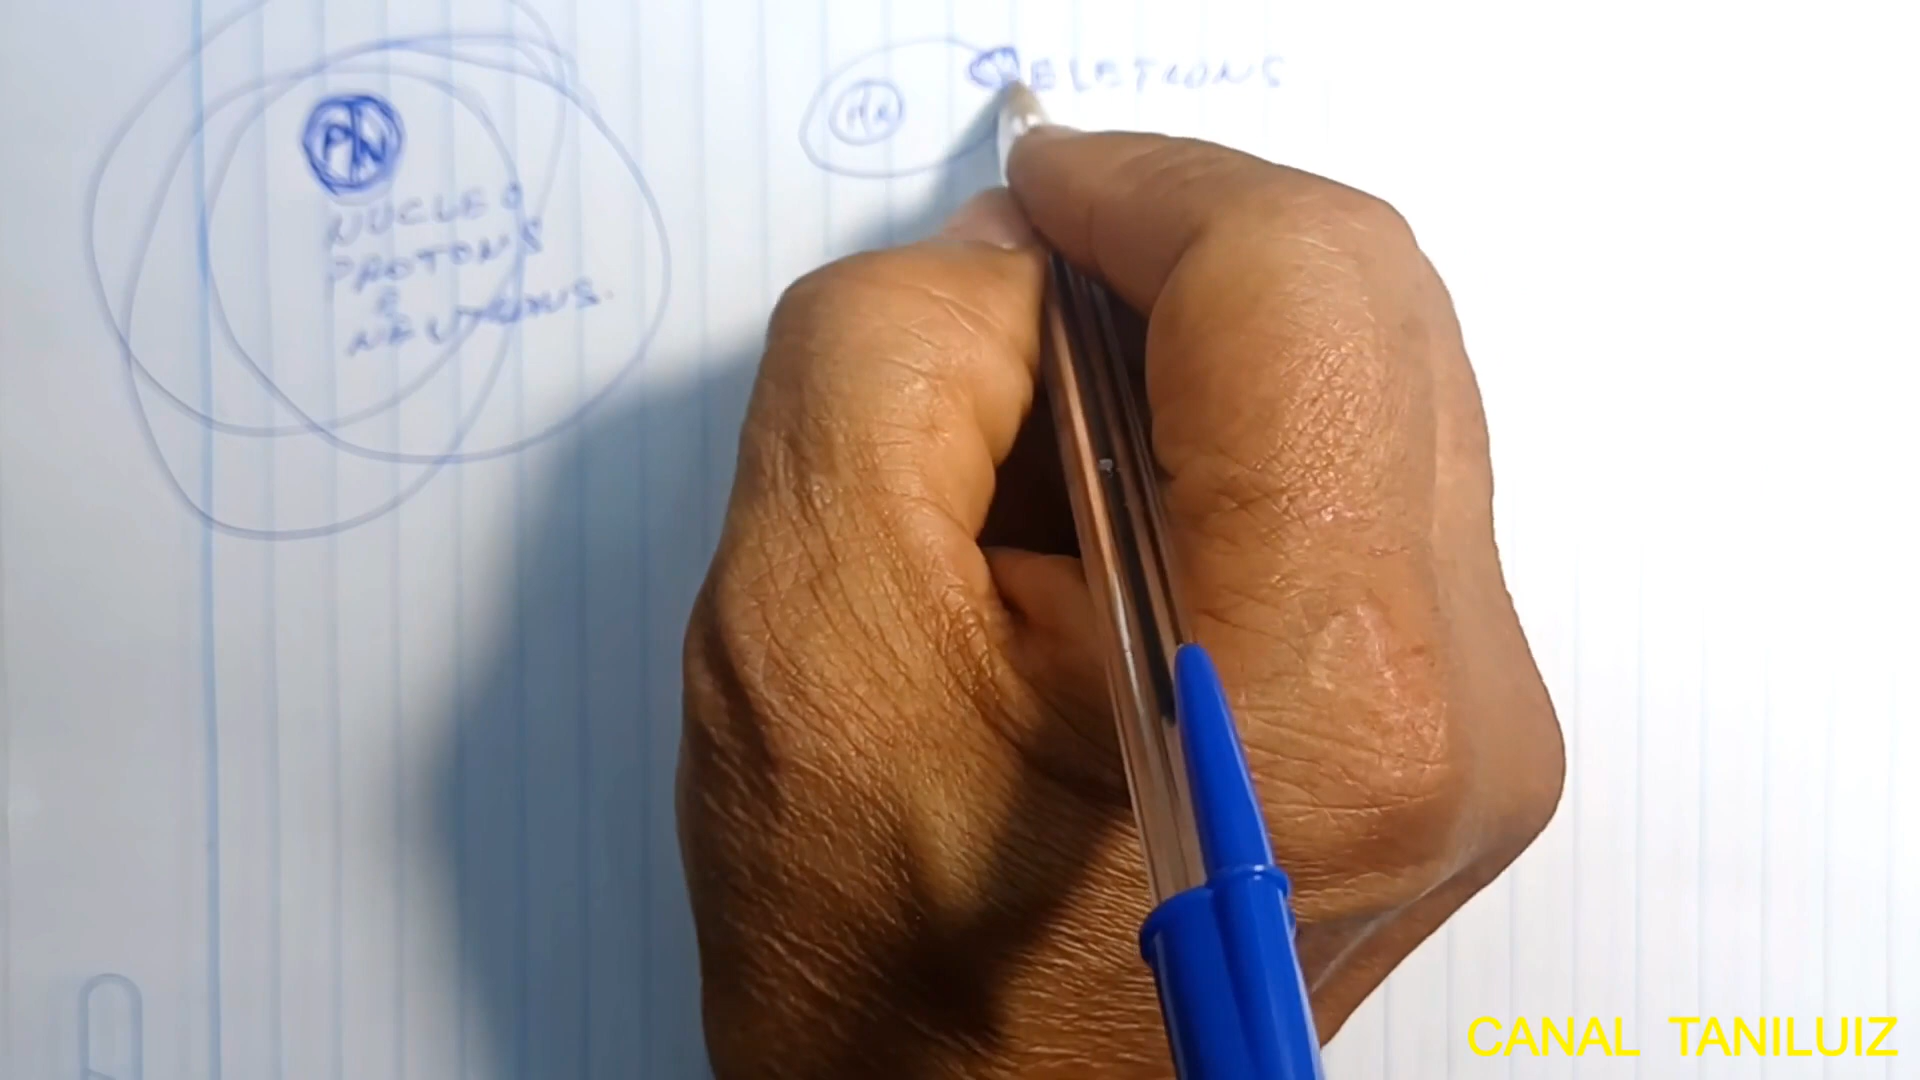 PN
NUCLEO
PROTONS
E
NEUTRONS.
ELETRONS
CANAL TANILUIZ